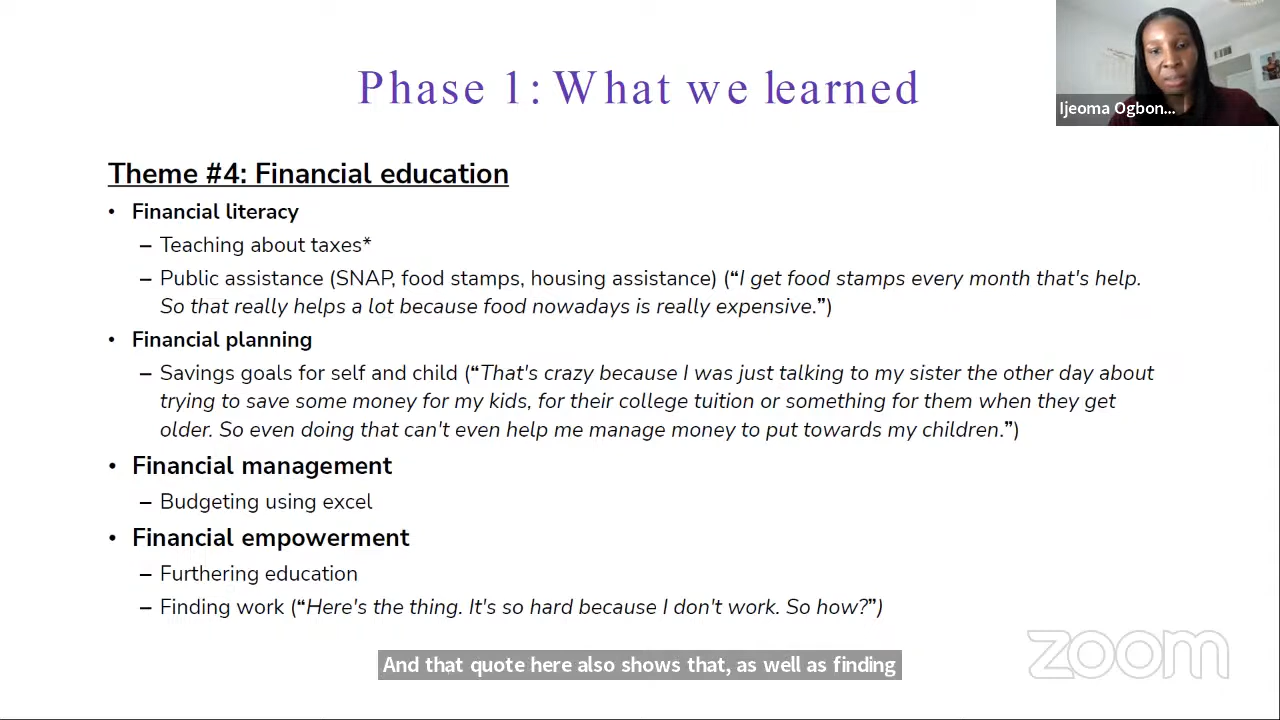 Phase 1: What we learned
Ijeoma Ogbon...
Theme #4: Financial education
• Financial literacy
– Teaching about taxes*
– Public assistance (SNAP, food stamps, housing assistance) (“I get food stamps every month that's help.
So that really helps a lot because food nowadays is really expensive.”)
• Financial planning
– Savings goals for self and child (“That's crazy because I was just talking to my sister the other day about
trying to save some money for my kids, for their college tuition or something for them when they get
older. So even doing that can't even help me manage money to put towards my children.”)
• Financial management
– Budgeting using excel
• Financial empowerment
– Furthering education
– Finding work (“Here's the thing. It's so hard because I don't work. So how?”)
And that quote here also shows that, as well as finding
zoom